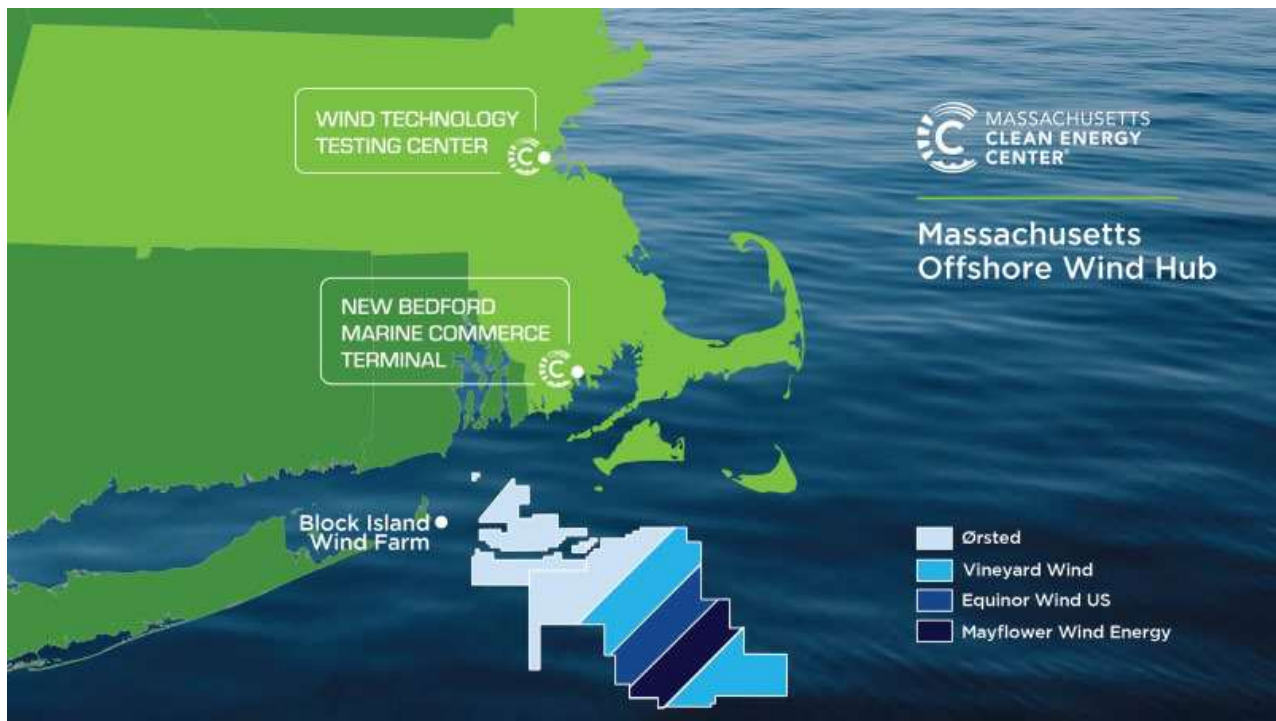 WIND TECHNOLOGY
TESTING CENTER
C
MASSACHUSETTS
CLEAN ENERGY
CENTER®
Massachusetts
Offshore Wind Hub
NEW BEDFORD
MARINE COMMERCE
TERMINAL
C
Block Island
Wind Farm
Ørsted
Vineyard Wind
Equinor Wind US
Mayflower Wind Energy